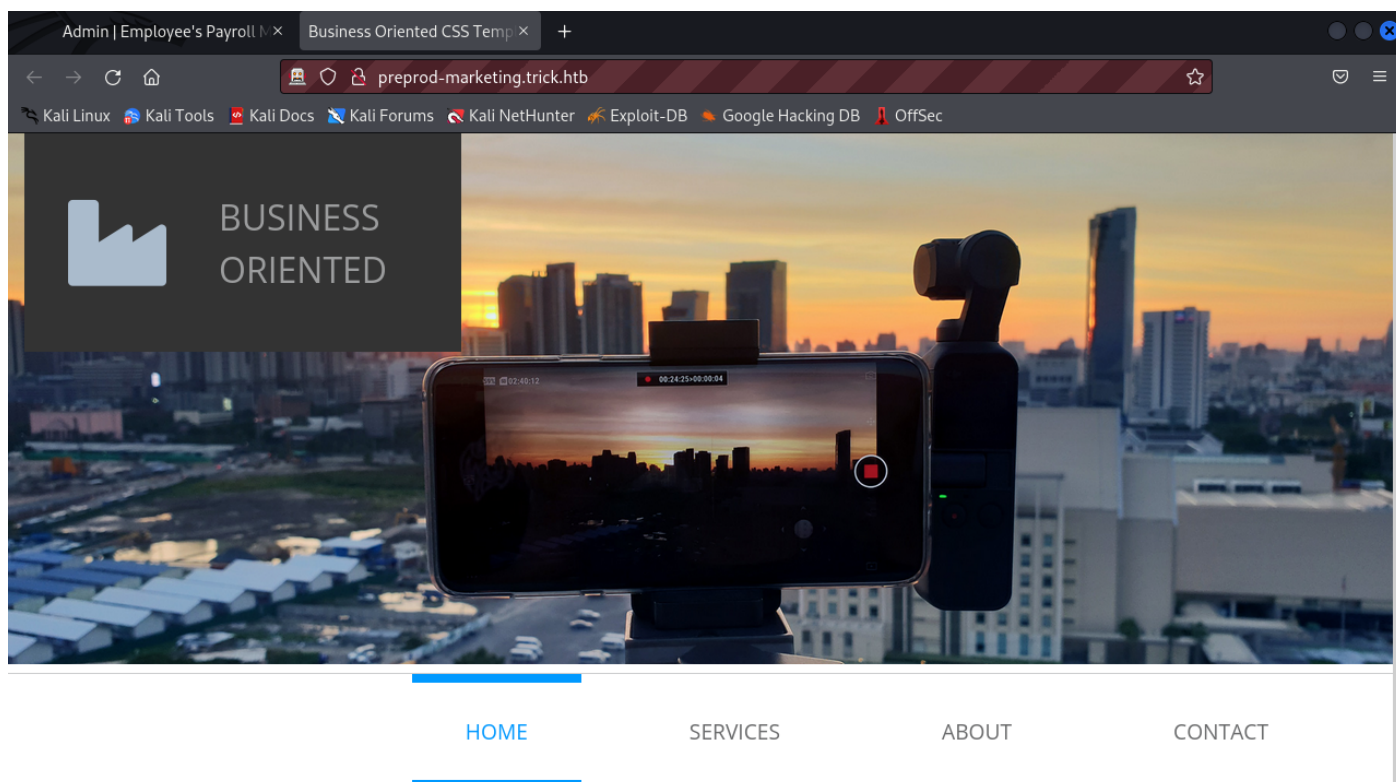 Admin | Employee's Payroll M
Business Oriented CSS Temp
preprod-marketing.trick.htb
Kali Linux Kali Tools Kali Docs Kali Forums Kali NetHunter Exploit-DB Google Hacking DB OffSec
BUSINESS
ORIENTED
02:40:12
00:24:25>00:00:04
HOME SERVICES ABOUT CONTACT